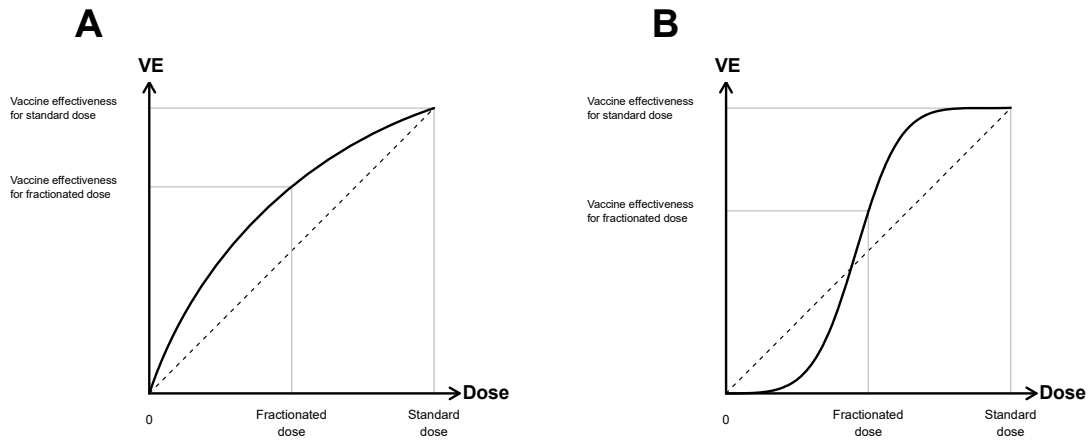 A
VE
Vaccine effectiveness
for standard dose
Vaccine effectiveness
for fractionated dose
Dose
0
Fractionated
dose
Standard
dose
B
VE
Vaccine effectiveness
for standard dose
Vaccine effectiveness
for fractionated dose
Dose
0
Fractionated
dose
Standard
dose